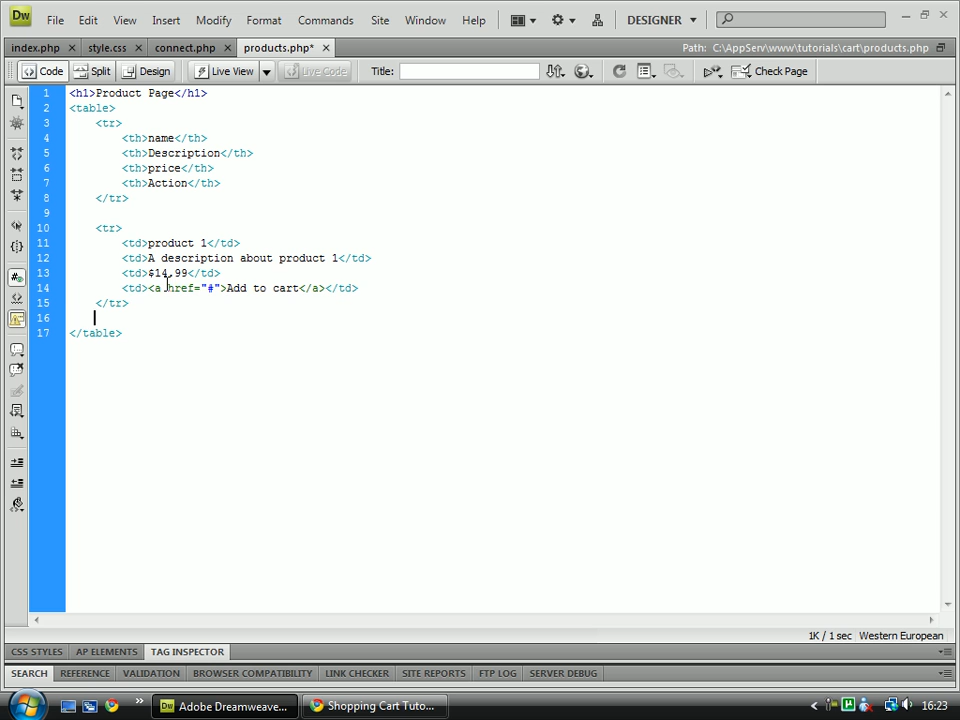 Dw File Edit View Insert Modify Format Commands Site Window Help DESIGNER
index.php style.css connect.php products.php* Path: C:\AppServ\www\tutorials\cart\products.php
Code Split Design Live View Live Code Title: Check Page
1 <h1>Product Page</h1>
2 <table>
3 <tr>
4 <th>name</th>
5 <th>Description</th>
6 <th>price</th>
7 <th>Action</th>
8 </tr>
9
10 <tr>
11 <td>product 1</td>
12 <td>A description about product 1</td>
13 <td>$14.99</td>
14 <td><a href="#">Add to cart</a></td>
15 </tr>
16
17 </table>
1K / 1 sec Western European
CSS STYLES AP ELEMENTS TAG INSPECTOR
SEARCH REFERENCE VALIDATION BROWSER COMPATIBILITY LINK CHECKER SITE REPORTS FTP LOG SERVER DEBUG
Dw Adobe Dreamweave... Shopping Cart Tuto... 16:23